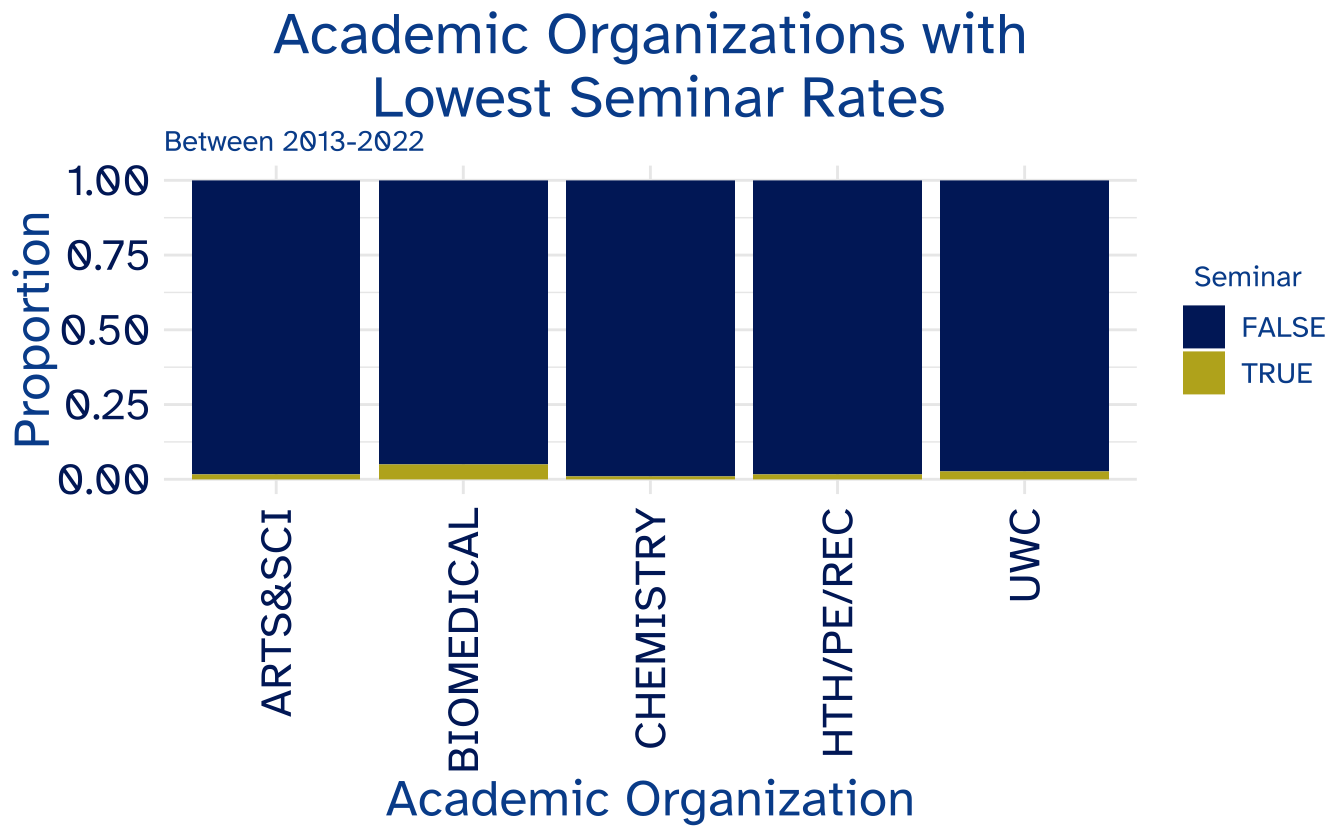 Academic Organizations with
Lowest Seminar Rates
Between 2013-2022
Proportion
1.00
0.75
0.50
0.25
0.00
ARTS&SCI
BIOMEDICAL
CHEMISTRY
HTH/PE/REC
UWC
Academic Organization
Seminar
FALSE
TRUE